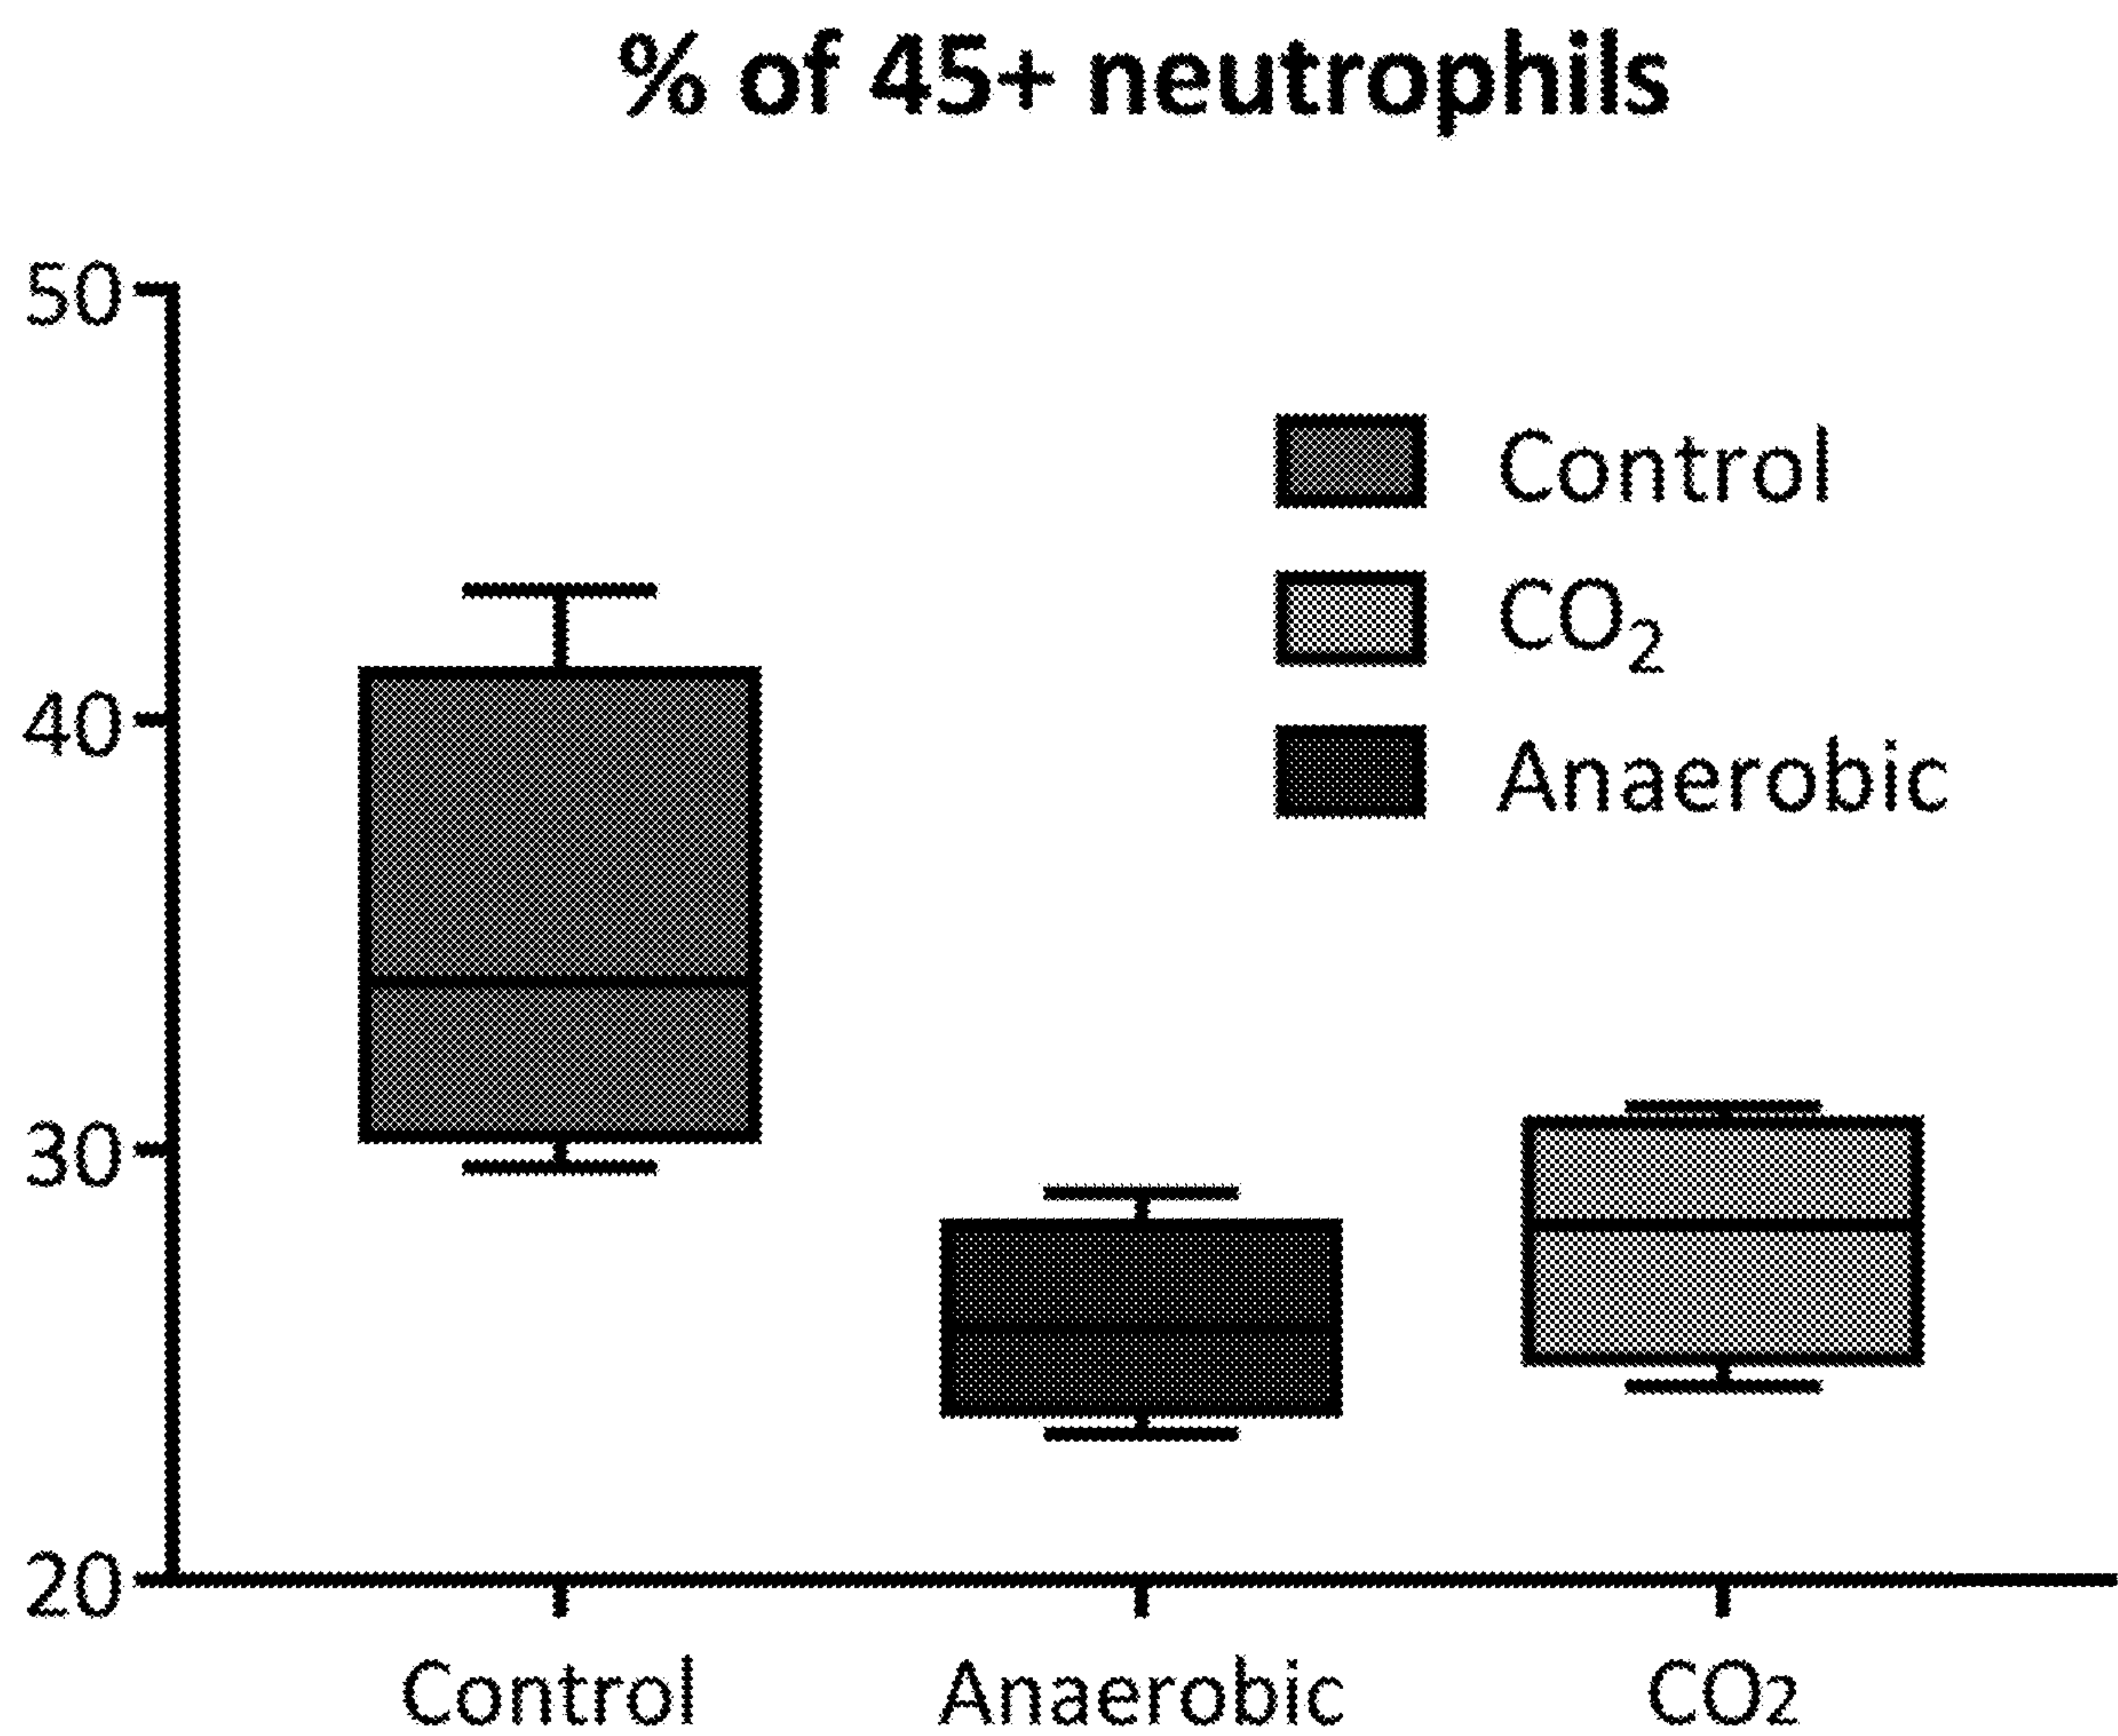 % of 45+ neutrophils
50
40
30
20
Control
CO₂
Anaerobic
Control Anaerobic CO2